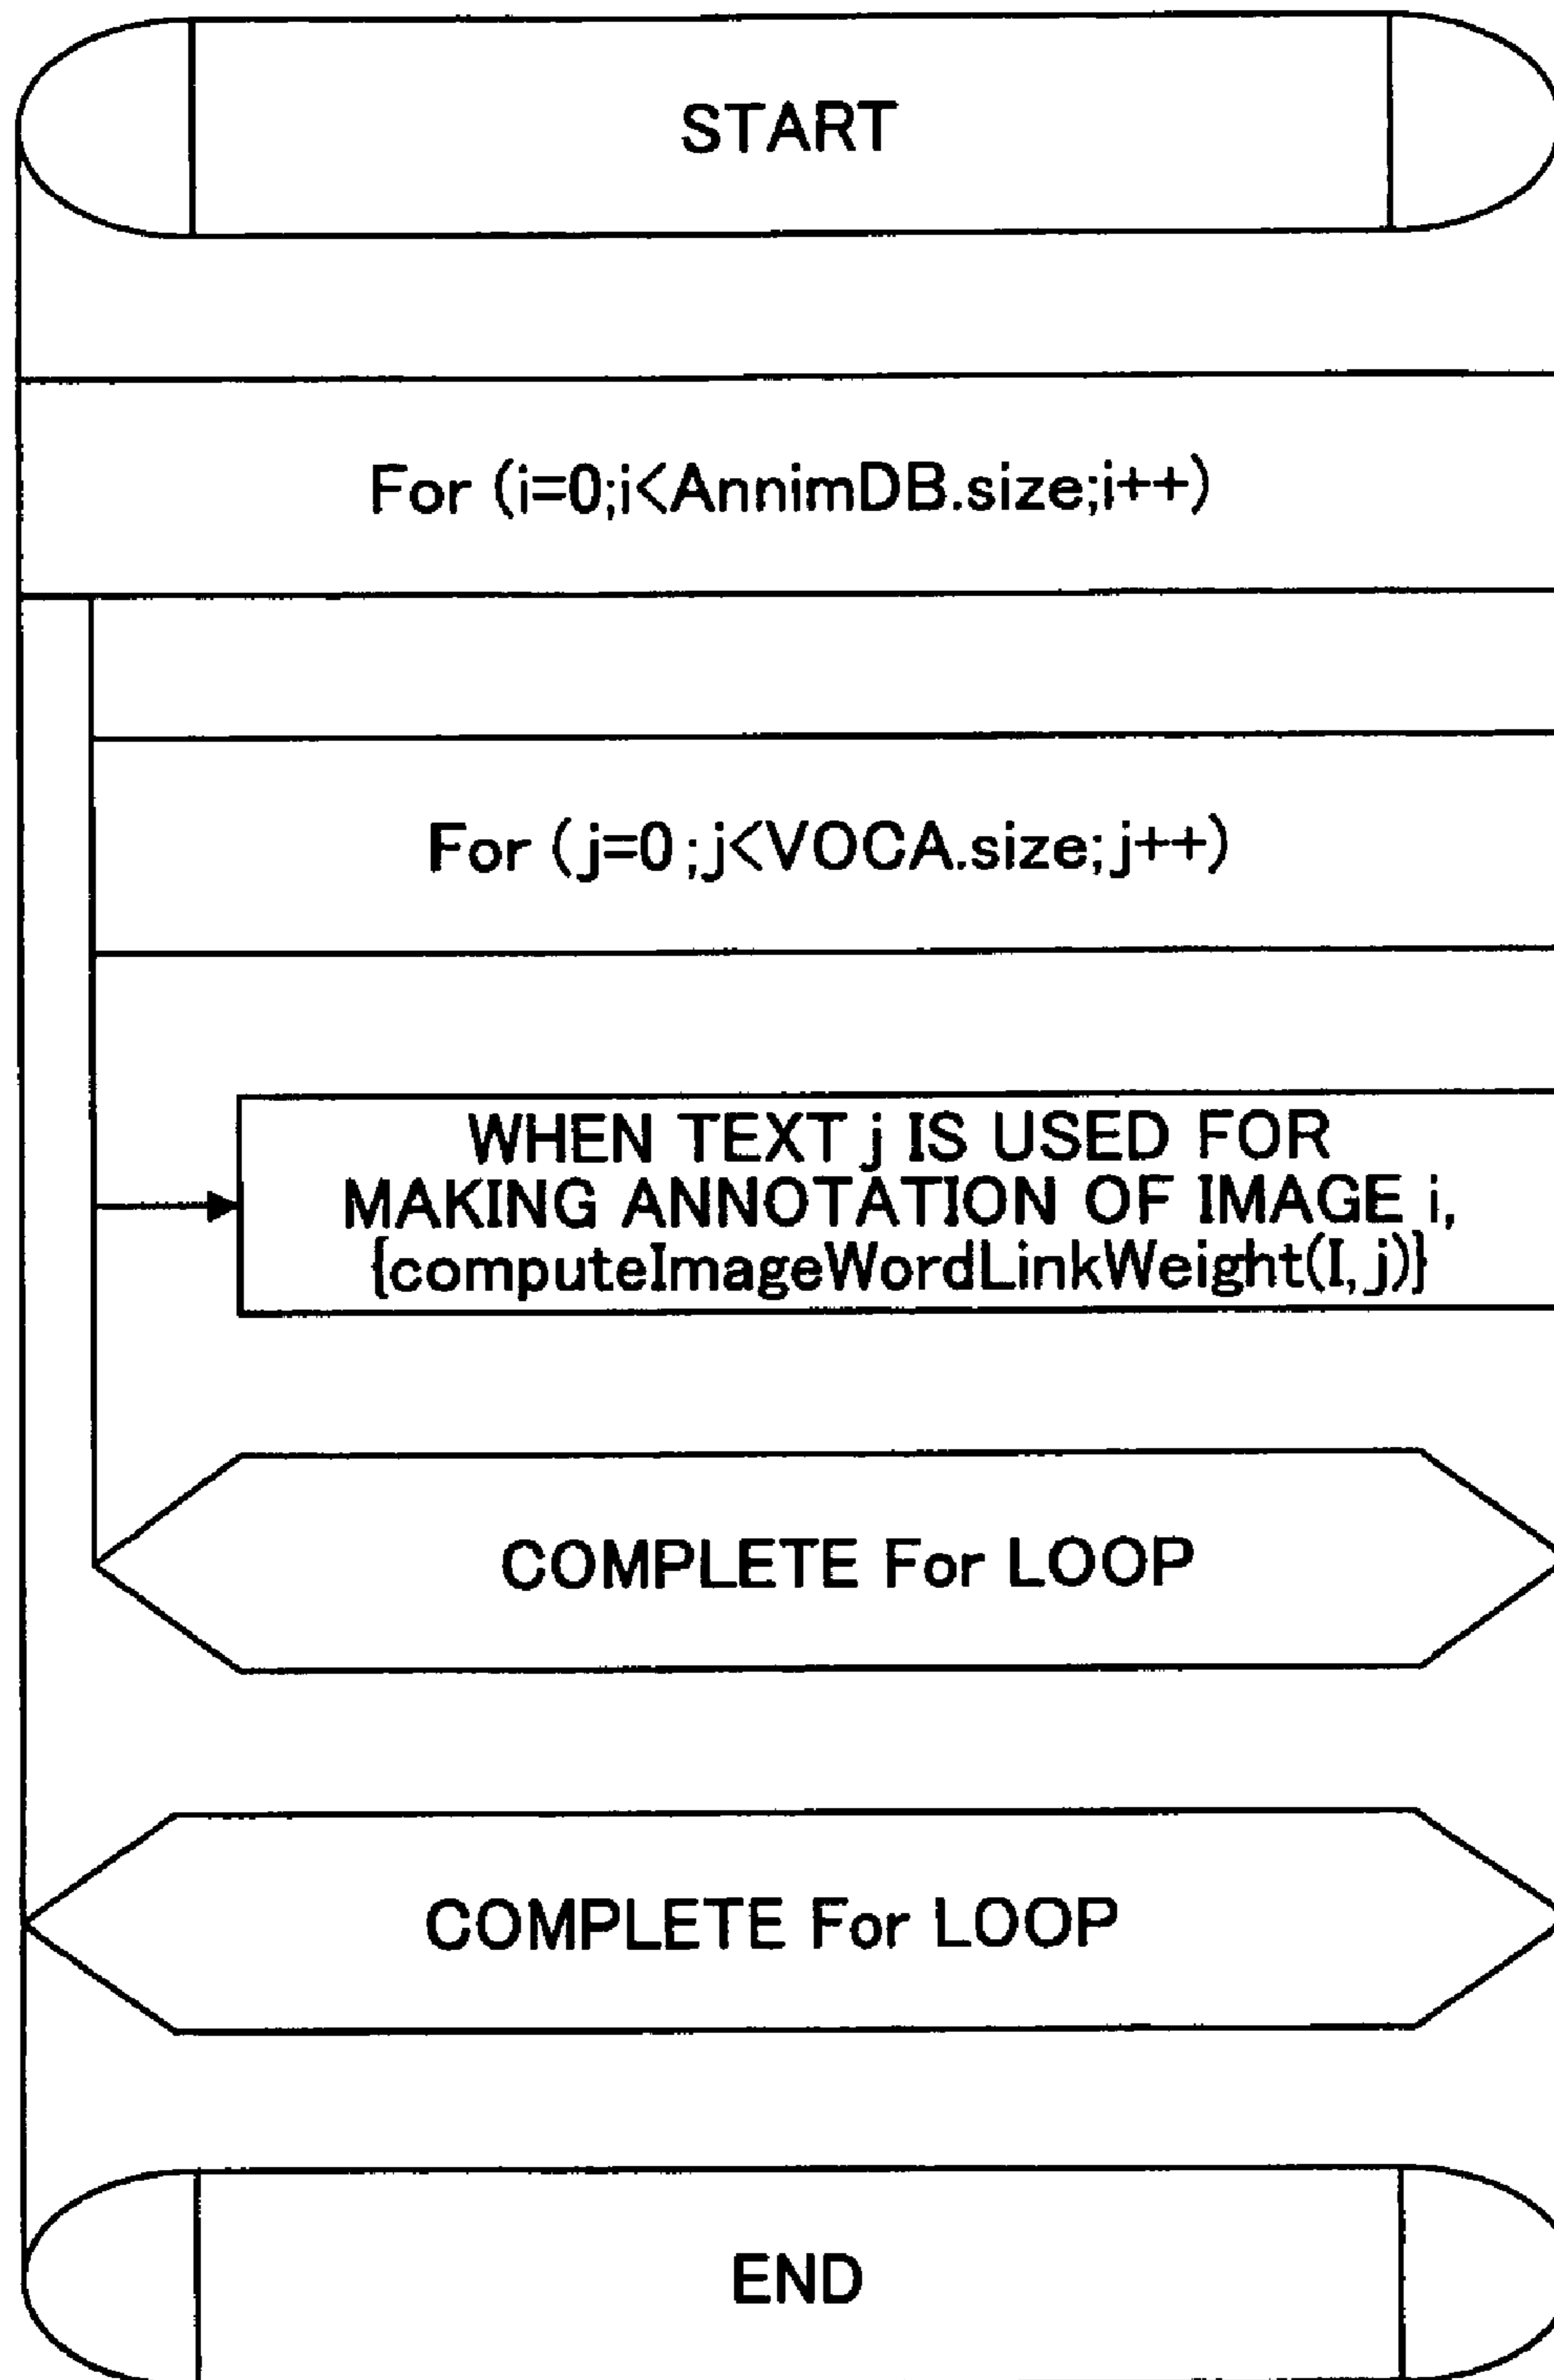 START
For (i=0;i<AnnimDB.size;i++)
For (j=0;j<VOCA.size;j++)
WHEN TEXT j IS USED FOR
MAKING ANNOTATION OF IMAGE i,
{computeImageWordLinkWeight(I,j)}
COMPLETE For LOOP
COMPLETE For LOOP
END